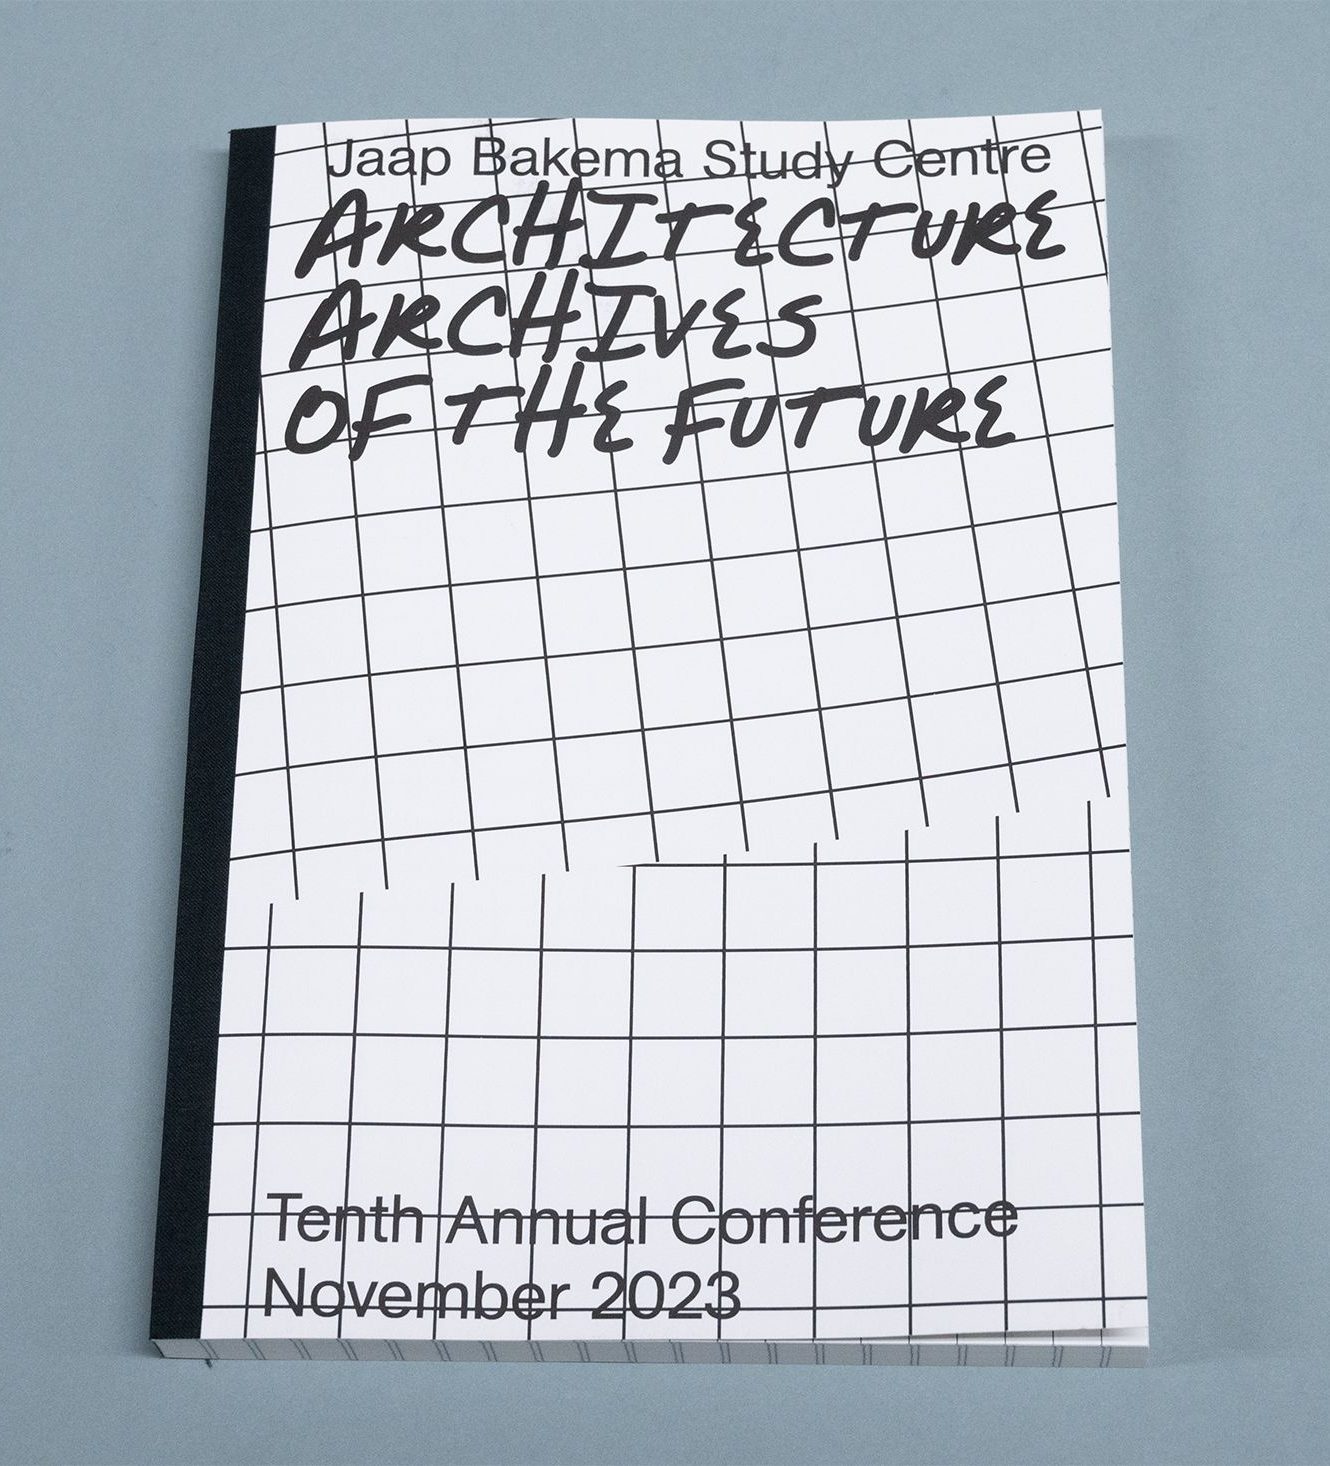 Jaap Bakema Study Centre
ARCHITECTURE
ARCHIVES
OF THE FUTURE
Tenth Annual Conference
November 2023